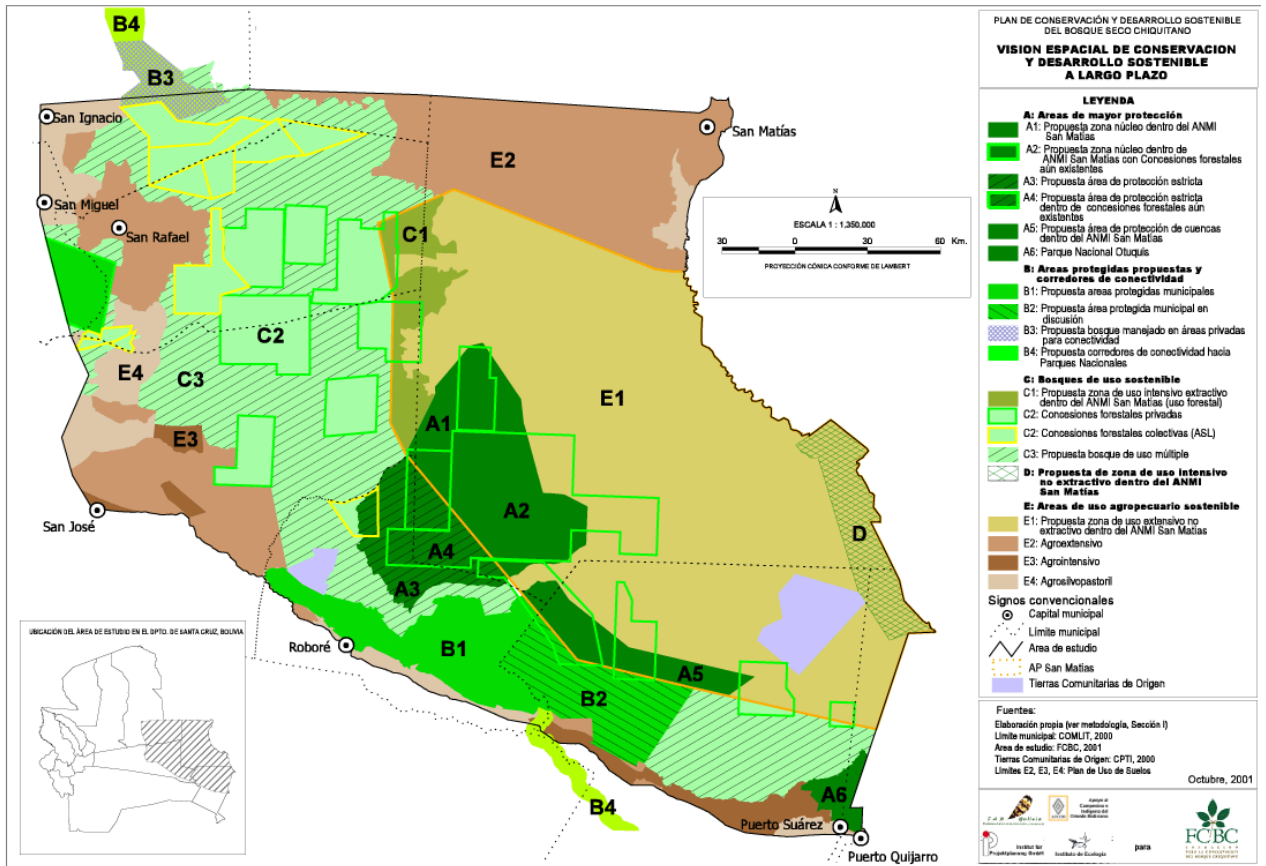 B4
B3
San Ignacio
San Matías
E2
San Miguel
San Rafael
C1
N
ESCALA 1 : 1,350.000
30 0 30 60 Km.
PROYECCIÓN CÓNICA CONFORME DE LAMBERT
C2
E4
C3
E1
A1
E3
A2
San José
D
A4
A3
UBICACIÓN DEL ÁREA DE ESTUDIO EN EL DPTO. DE SANTA CRUZ, BOLIVIA
Roboré
B1
A5
B2
B4
A6
Puerto Suárez
Puerto Quijarro
PLAN DE CONSERVACIÓN Y DESARROLLO SOSTENIBLE
DEL BOSQUE SECO CHIQUITANO
VISION ESPACIAL DE CONSERVACION
Y DESARROLLO SOSTENIBLE
A LARGO PLAZO
LEYENDA
A: Areas de mayor protección
A1: Propuesta zona núcleo dentro del ANMI
San Matías
A2: Propuesta zona núcleo dentro de
ANMI San Matías con Concesiones forestales
aún existentes
A3: Propuesta área de protección estricta
A4: Propuesta área de protección estricta
dentro de concesiones forestales aún
existentes
A5: Propuesta área de protección de cuencas
dentro del ANMI San Matías
A6: Parque Nacional Otuquis
B: Areas protegidas propuestas y
corredores de conectividad
B1: Propuesta areas protegidas municipales
B2: Propuesta área protegida municipal en
discusión
B3: Propuesta bosque manejado en áreas privadas
para conectividad
B4: Propuesta corredores de conectividad hacia
Parques Nacionales
C: Bosques de uso sostenible
C1: Propuesta zona de uso intensivo extractivo
dentro del ANMI San Matías (uso forestal)
C2: Concesiones forestales privadas
C2: Concesiones forestales colectivas (ASL)
C3: Propuesta bosque de uso múltiple
D: Propuesta de zona de uso intensivo
no extractivo dentro del ANMI
San Matías
E: Areas de uso agropecuario sostenible
E1: Propuesta zona de uso extensivo no
extractivo dentro del ANMI San Matías
E2: Agroextensivo
E3: Agrointensivo
E4: Agrosilvopastoril
Signos convencionales
Capital municipal
Límite municipal
Area de estudio
AP San Matías
Tierras Comunitarias de Origen
Fuentes:
Elaboración propia (ver metodología, Sección I)
Límite municipal: COMLIT, 2000
Area de estudio: FCBC, 2001
Tierras Comunitarias de Origen: CPTI, 2000
Límites E2, E3, E4: Plan de Uso de Suelos
Octubre, 2001
Apoyo al
Campesino e
Indígena del
Oriente Boliviano
Institut für
Projektplanung GmbH
Instituto de Ecología
para
FCBC